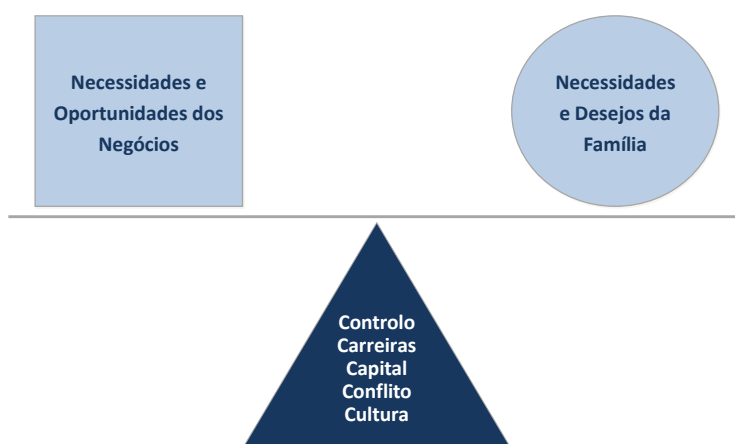 Necessidades e
Oportunidades dos
Negócios
Necessidades
e Desejos da
Família
Controlo
Carreiras
Capital
Conflito
Cultura